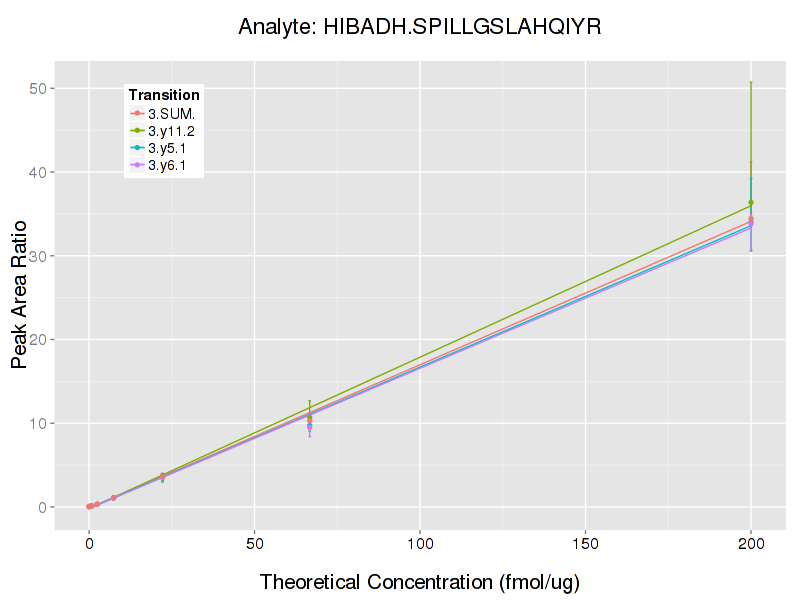 Analyte: HIBADH.SPILLGSLAHQIYR
Peak Area Ratio
50
40
30
20
10
0
Transition
3.SUM.
3.y11.2
3.y5.1
3.y6.1
0
50
100
150
200
Theoretical Concentration (fmol/ug)